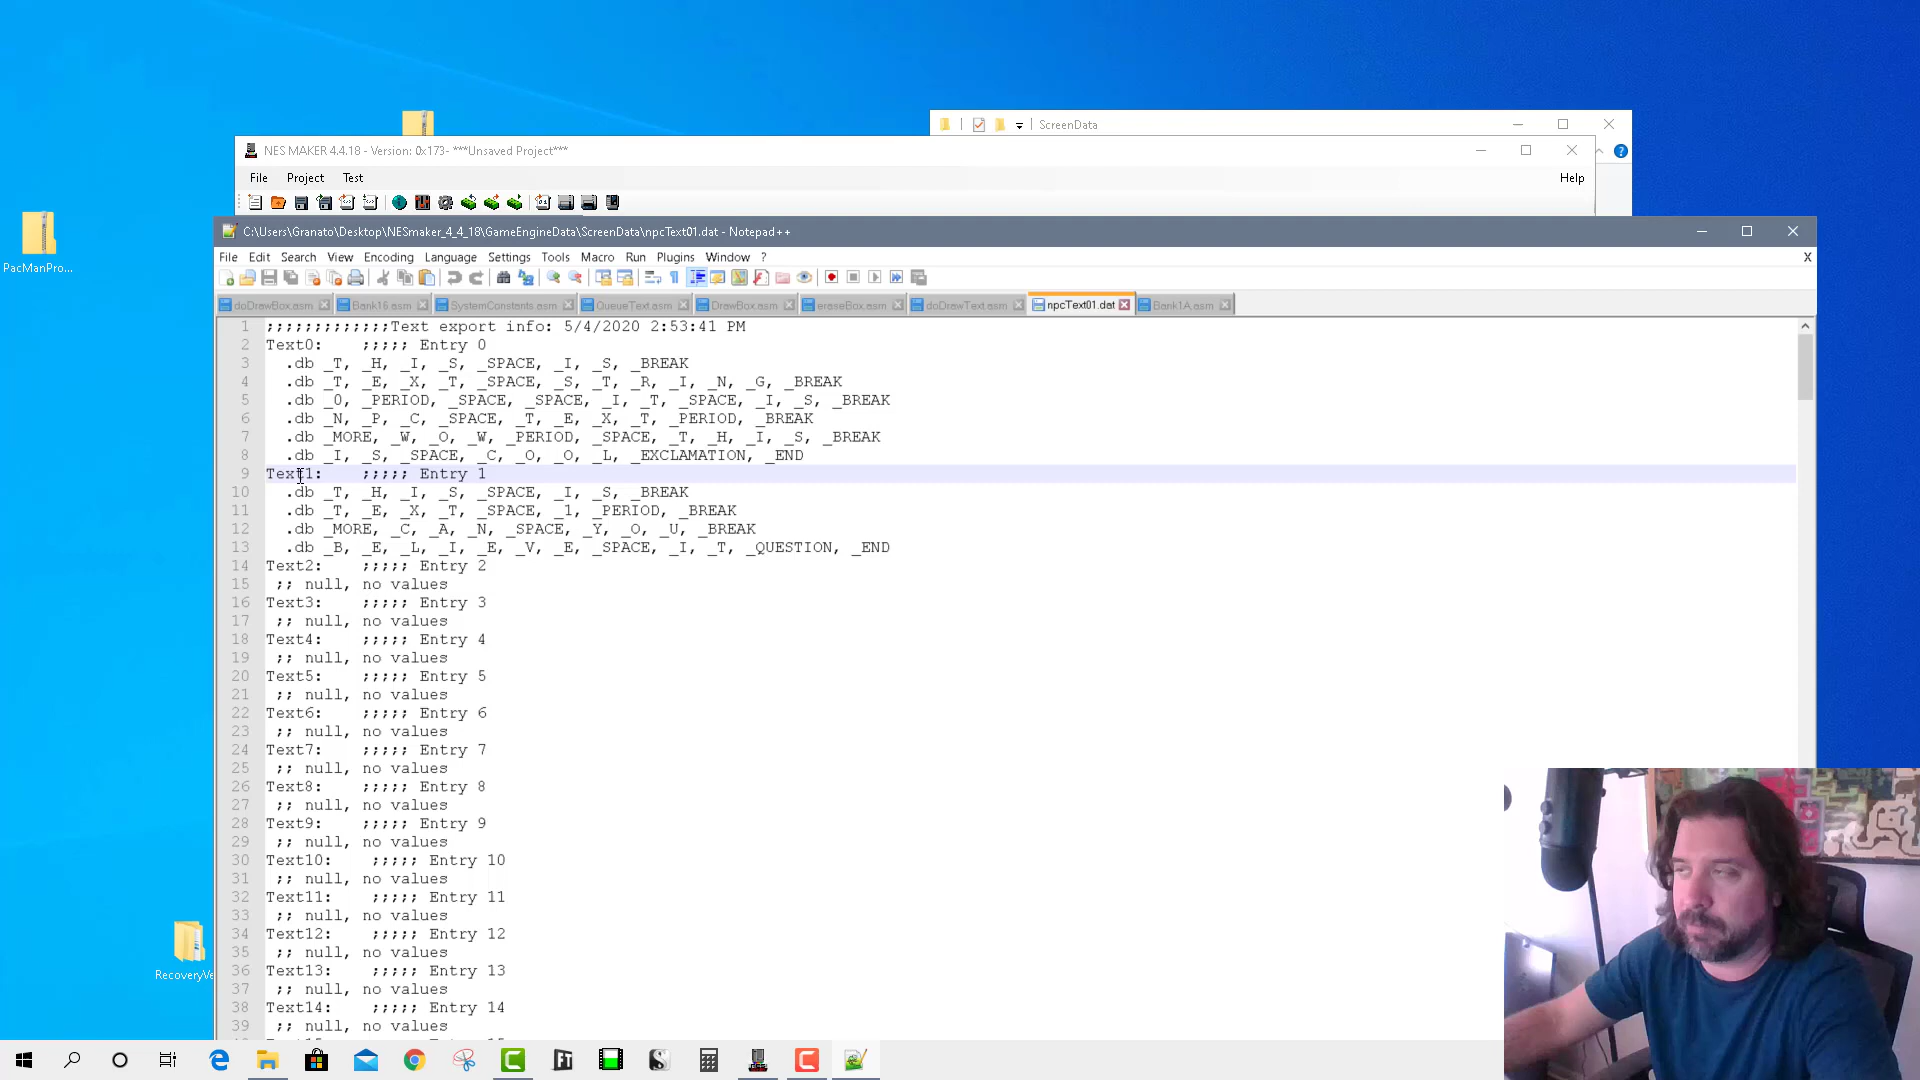 ScreenData
NES MAKER 4.4.18 - Version: 0x173- ***Unsaved Project***
File Project Test Help
PacManPro...
C:\Users\Granato\Desktop\NESmaker_4_4_18\GameEngineData\ScreenData\npcText01.dat - Notepad++
File Edit Search View Encoding Language Settings Tools Macro Run Plugins Window ? X
doDrawBox.asm Bank16.asm SystemConstants.asm QueueText.asm DrawBox.asm eraseBox.asm doDrawText.asm npcText01.dat Bank1A.asm
1 ;;;;;;;;;;;;;Text export info: 5/4/2020 2:53:41 PM
2 Text0: ;;;;; Entry 0
3 .db _T, _H, _I, _S, _SPACE, _I, _S, _BREAK
4 .db _T, _E, _X, _T, _SPACE, _S, _T, _R, _I, _N, _G, _BREAK
5 .db _0, _PERIOD, _SPACE, _SPACE, _I, _T, _SPACE, _I, _S, _BREAK
6 .db _N, _P, _C, _SPACE, _T, _E, _X, _T, _PERIOD, _BREAK
7 .db _MORE, _W, _O, _W, _PERIOD, _SPACE, _T, _H, _I, _S, _BREAK
8 .db _I, _S, _SPACE, _C, _O, _O, _L, _EXCLAMATION, _END
9 Text1: ;;;;; Entry 1
10 .db _T, _H, _I, _S, _SPACE, _I, _S, _BREAK
11 .db _T, _E, _X, _T, _SPACE, _1, _PERIOD, _BREAK
12 .db _MORE, _C, _A, _N, _SPACE, _Y, _O, _U, _BREAK
13 .db _B, _E, _L, _I, _E, _V, _E, _SPACE, _I, _T, _QUESTION, _END
14 Text2: ;;;;; Entry 2
15 ;; null, no values
16 Text3: ;;;;; Entry 3
17 ;; null, no values
18 Text4: ;;;;; Entry 4
19 ;; null, no values
20 Text5: ;;;;; Entry 5
21 ;; null, no values
22 Text6: ;;;;; Entry 6
23 ;; null, no values
24 Text7: ;;;;; Entry 7
25 ;; null, no values
26 Text8: ;;;;; Entry 8
27 ;; null, no values
28 Text9: ;;;;; Entry 9
29 ;; null, no values
30 Text10: ;;;;; Entry 10
31 ;; null, no values
32 Text11: ;;;;; Entry 11
33 ;; null, no values
34 Text12: ;;;;; Entry 12
35 ;; null, no values
36 Text13: ;;;;; Entry 13
37 ;; null, no values
38 Text14: ;;;;; Entry 14
39 ;; null, no values
RecoveryVe